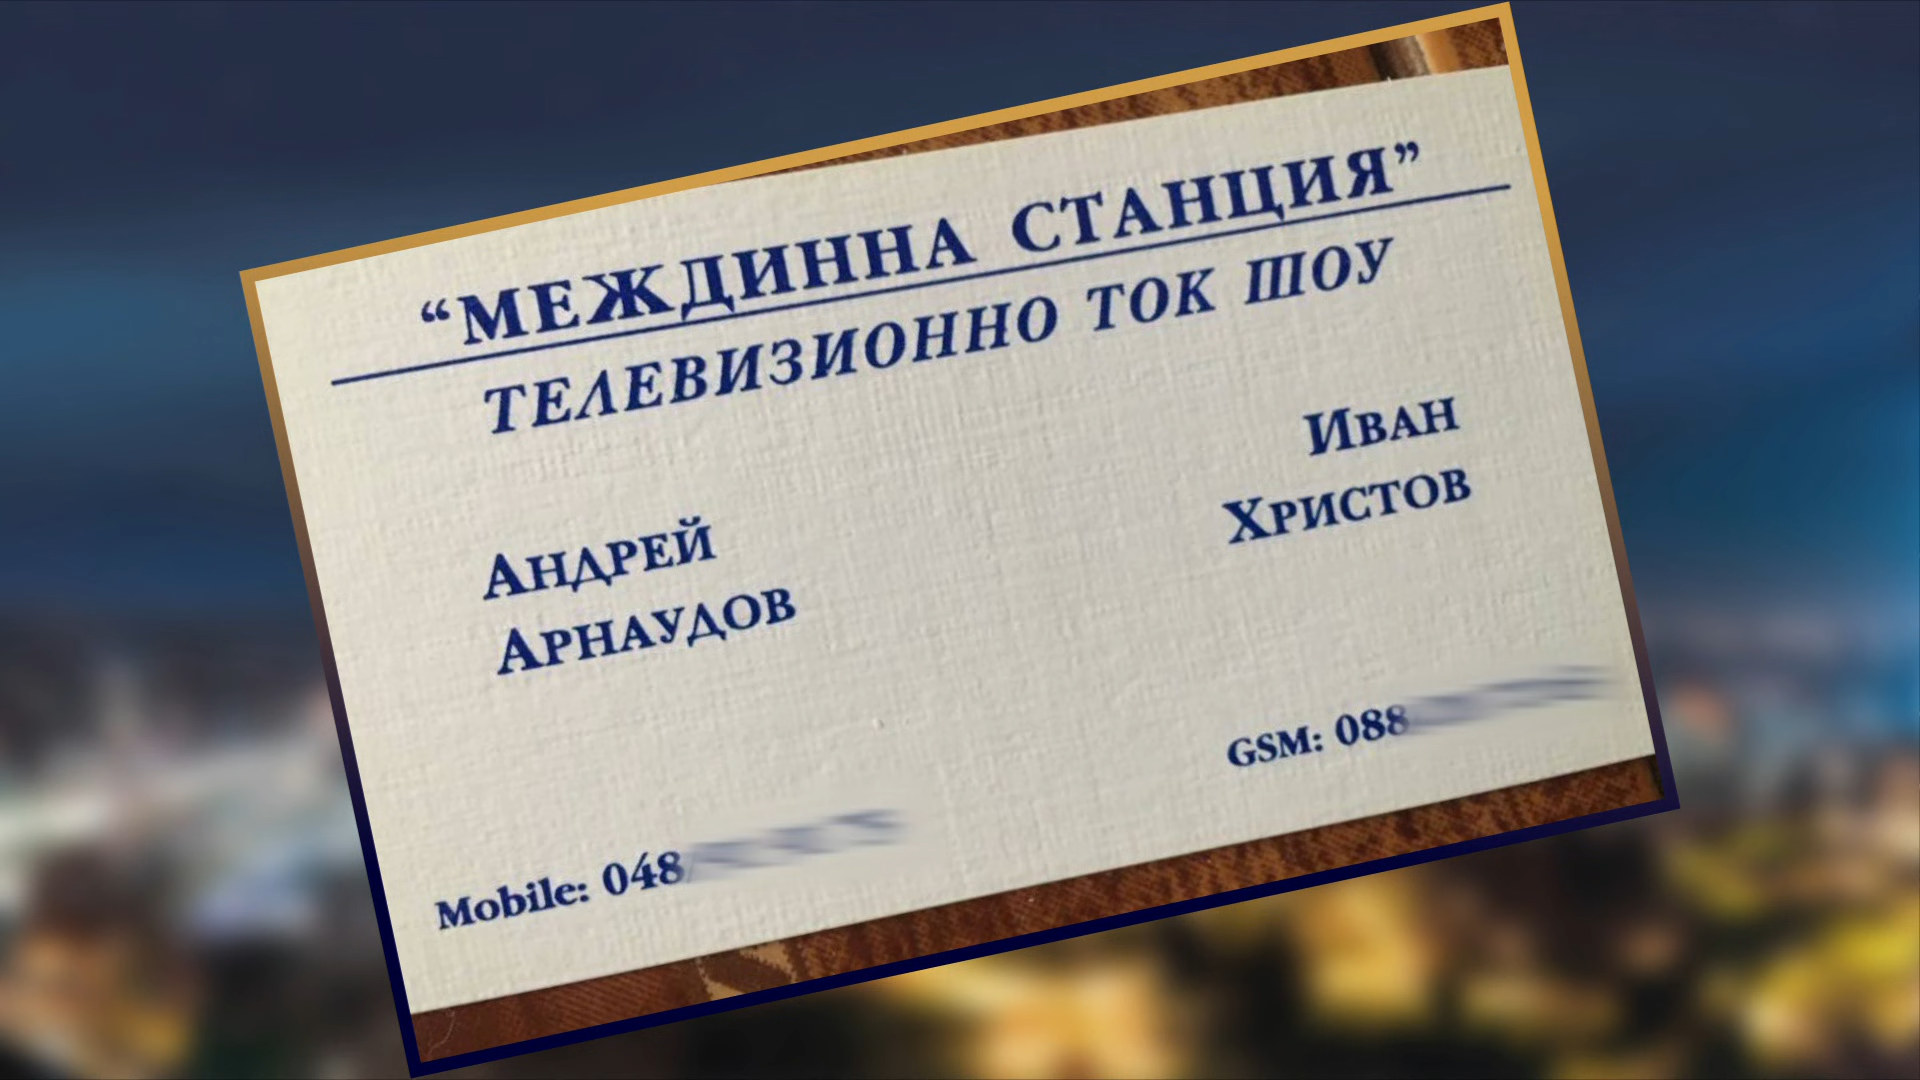 “МЕЖДИННА СТАНЦИЯ”
ТЕЛЕВИЗИОННО ТОК ШОУ
Андрей
Арнаудов
Иван
Христов
Mobile: 048
GSM: 088